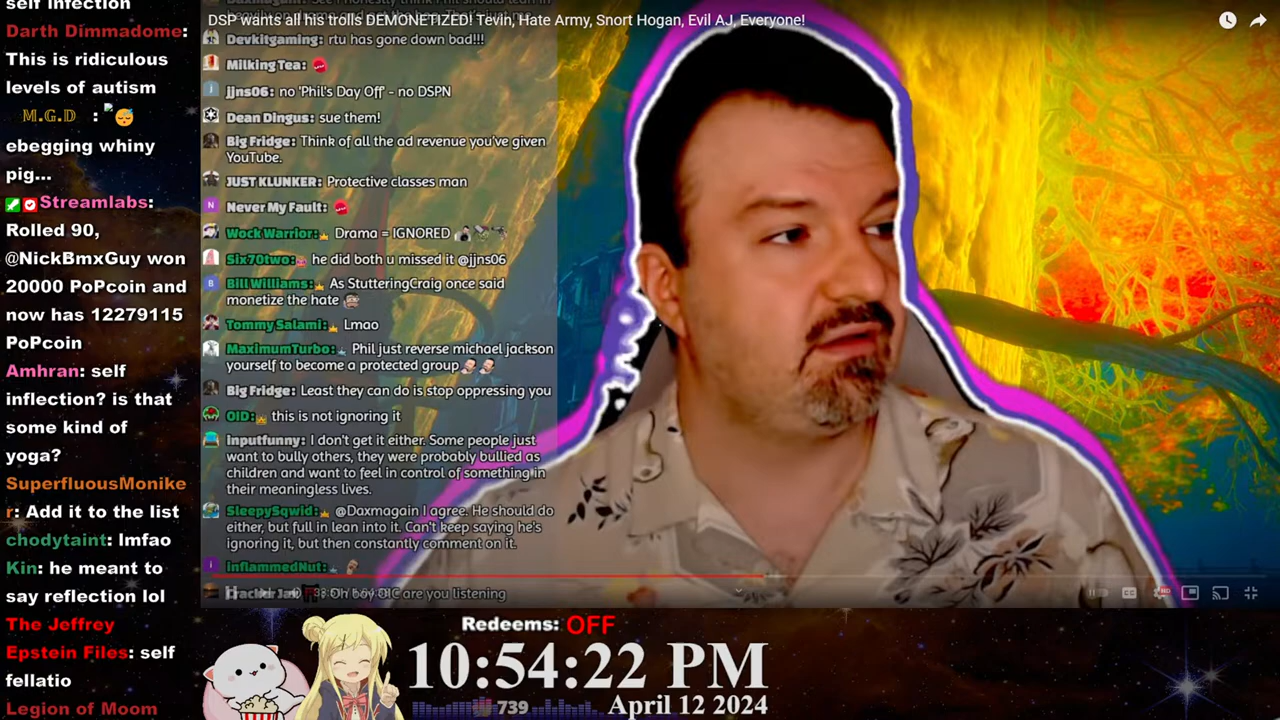 self infection
Darth Dimmadome:
This is ridiculous
levels of autism
M.G.D :
ebegging whiny
pig...
Streamlabs:
Rolled 90,
@NickBmxGuy won
20000 PoPcoin and
now has 12279115
PoPcoin
Amhran: self
inflection? is that
some kind of
yoga?
SuperfluousMonike
r: Add it to the list
chodytaint: lmfao
Kin: he meant to
say reflection lol
The Jeffrey
Epstein Files: self
fellatio
Legion of Moom
DSP Wants all his haters DEMONETIZED! Tevin, Hate Army, Snort Hogan, Evil AJ, Everyone!
Devkitgaming: rtu has gone down bad!!!
MilkingTea:
jjns06: no 'Phil's Day Off' - no DSPN
Dean Dingus: sue them!
Big Fridge: Think of all the ad revenue you've given
YouTube.
JUST KLUNKER: Protective classes man
Never My Fault:
Wock Warrior: Drama = IGNORED
Six70two: he did both u missed it @jjns06
Bill Williams: As StutteringCraig once said
monetize the hate
Tommy Salami: Lmao
MaximumTurbo: Phil just reverse michael jackson
yourself to become a protected group
Big Fridge: Least they can do is stop oppressing you
OID: this is not ignoring it
inputfunny: I don't get it either. Some people just
want to bully others, they were probably bullied as
children and want to feel in control of something in
their meaningless lives.
SleepySqwid: @Daxmagain I agree. He should do
either, but full in lean into it. Can't keep saying he's
ignoring it, but then constantly comment on it.
inflammedNut:
are you listening
CC
HD
Redeems: OFF
10:54:22 PM
739
April 12 2024